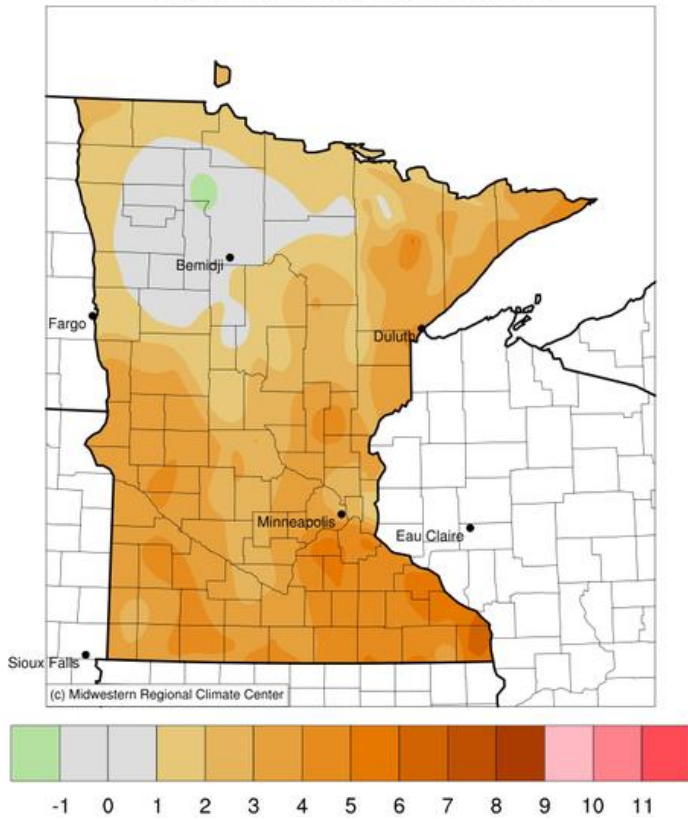 Bemidji
Fargo
Duluth
Minneapolis
Eau Claire
Sioux Falls
(c) Midwestern Regional Climate Center
-1 0 1 2 3 4 5 6 7 8 9 10 11